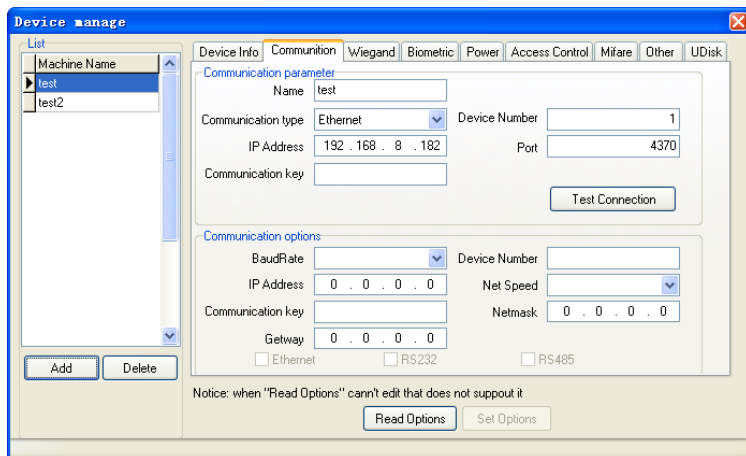 Device manage
List
Machine Name
test
test2
Add Delete
Device Info Communition Wiegand Biometric Power Access Control Mifare Other UDisk
Communication parameter
Name test
Communication type Ethernet Device Number 1
IP Address 192 . 168 . 8 . 182 Port 4370
Communication key
Test Connection
Communication options
BaudRate Device Number
IP Address 0 . 0 . 0 . 0 Net Speed
Communication key Netmask 0 . 0 . 0 . 0
Getway 0 . 0 . 0 . 0
Ethernet RS232 RS485
Notice: when "Read Options" cann't edit that does not suppout it
Read Options Set Options